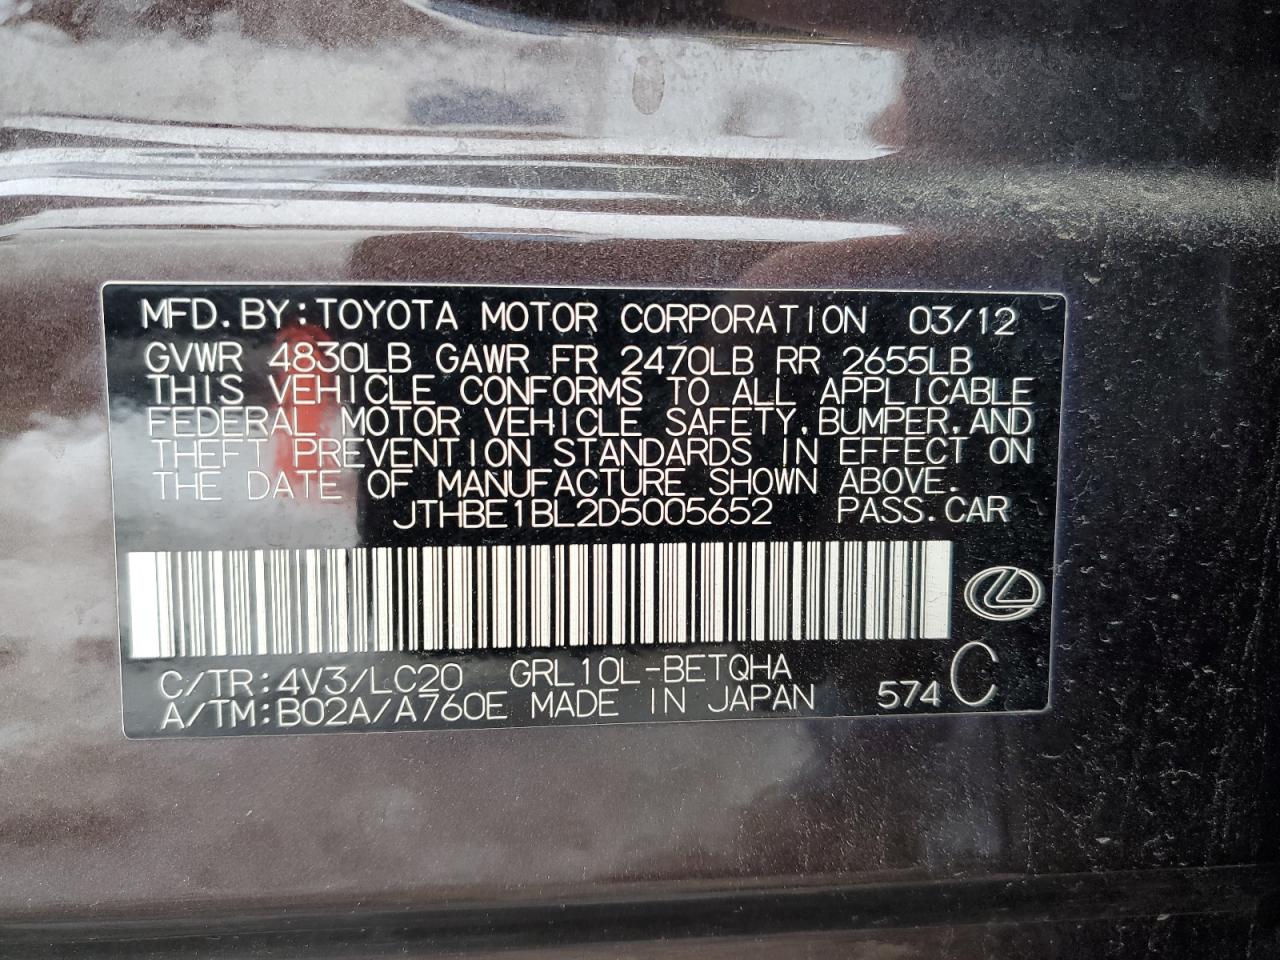 MFD. BY: TOYOTA MOTOR CORPORATION 03/12
GVWR 4830LB GAWR FR 2470LB RR 2655LB
THIS VEHICLE CONFORMS TO ALL APPLICABLE
FEDERAL MOTOR VEHICLE SAFETY, BUMPER, AND
THEFT PREVENTION STANDARDS IN EFFECT ON
THE DATE OF MANUFACTURE SHOWN ABOVE.
JTHBE1BL2D5005652 PASS. CAR
C/TR: 4V3/LC20 GRL10L-BETQHA
A/TM: B02A/A760E MADE IN JAPAN 574 C